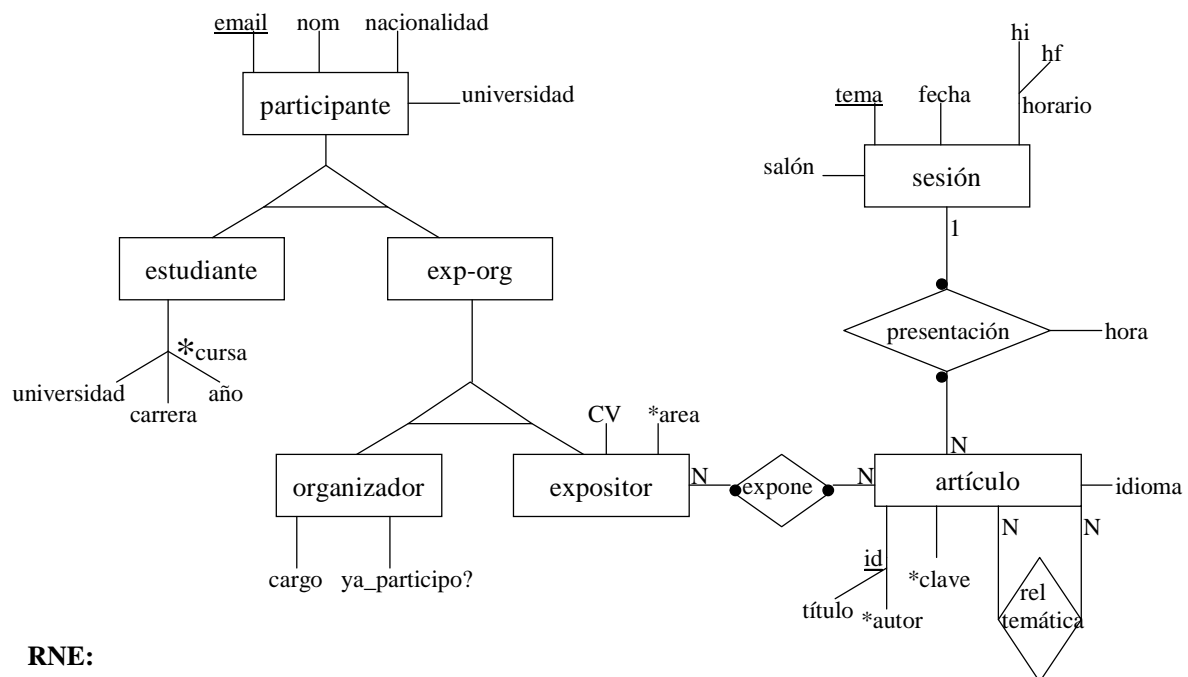 email nom nacionalidad
participante
universidad
estudiante
exp-org
*cursa
universidad
carrera
año
organizador
cargo
ya_participo?
expositor
CV
*area
N
expone
N
hi
hf
horario
tema
fecha
salón
sesión
1
presentación
hora
N
artículo
idioma
id
título
*autor
*clave
N
N
rel
temática
RNE: